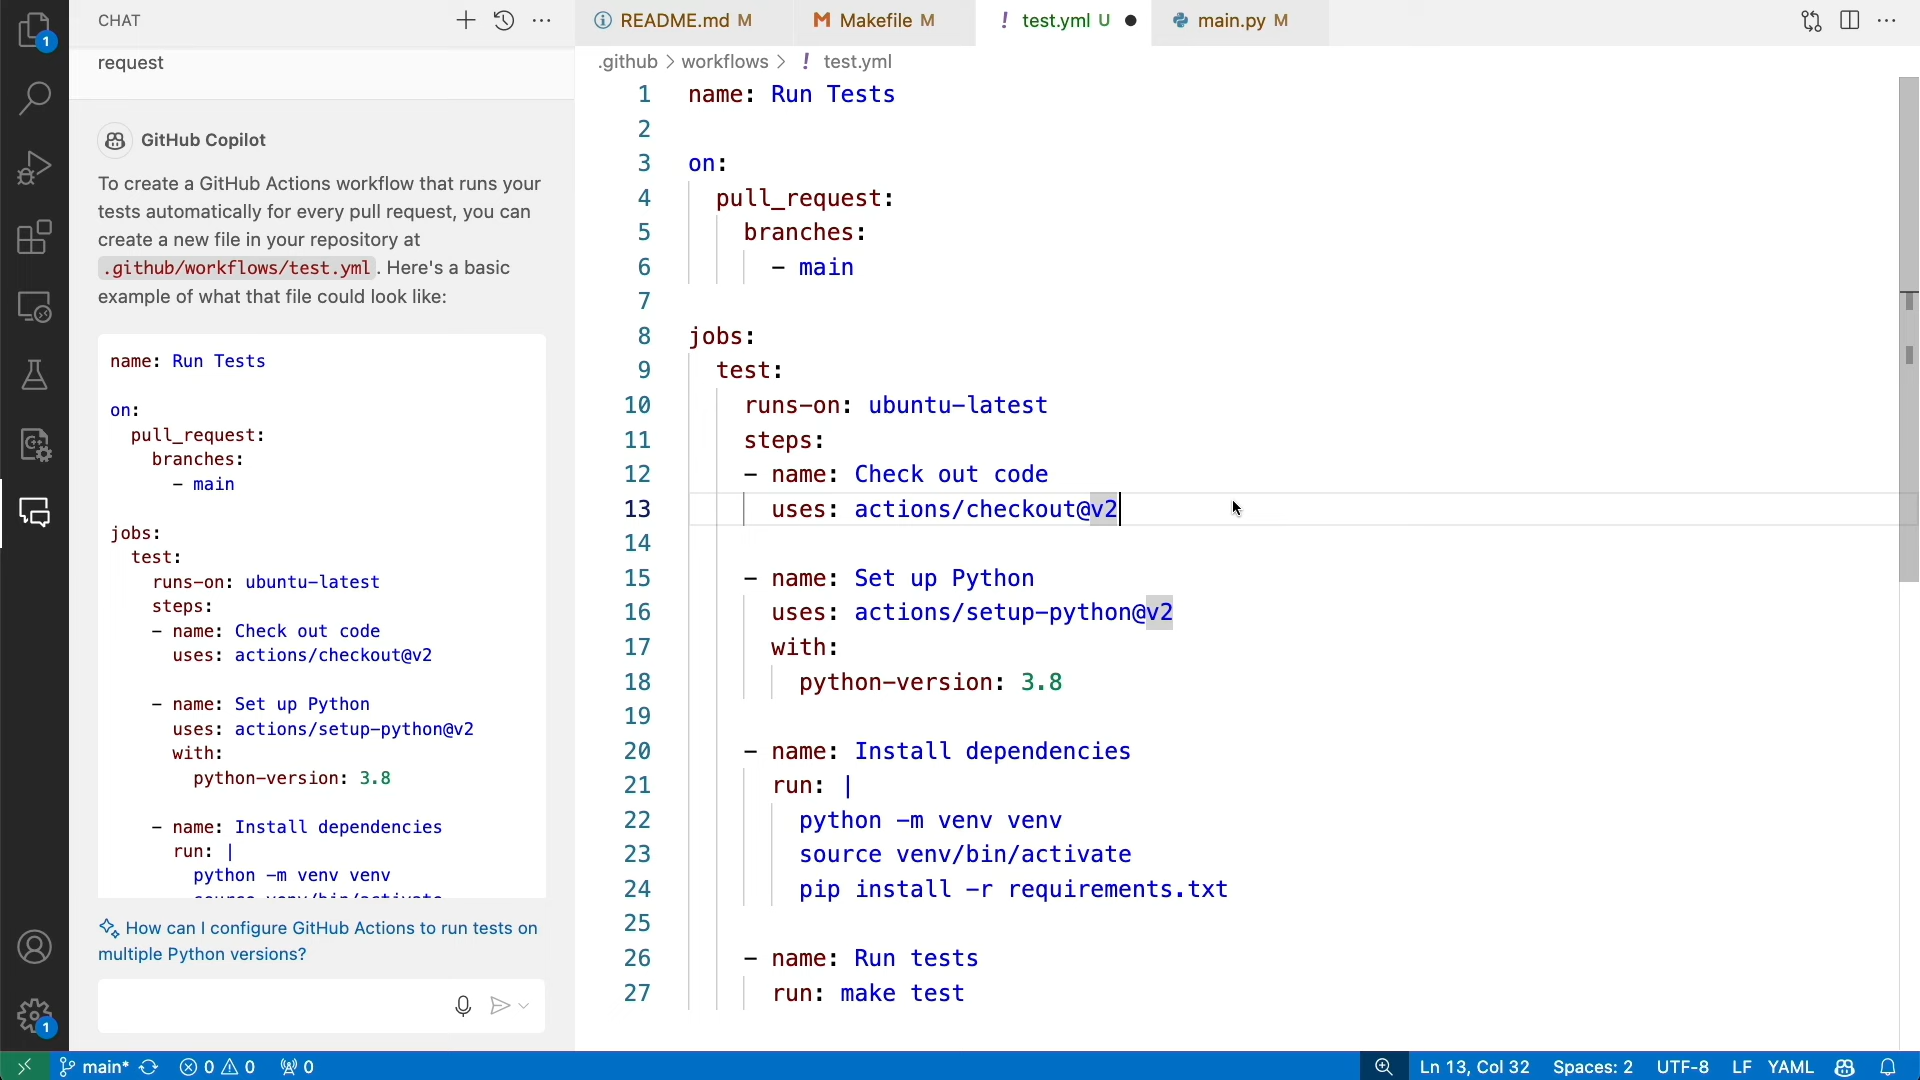 1
CHAT
request
GitHub Copilot
To create a GitHub Actions workflow that runs your
tests automatically for every pull request, you can
create a new file in your repository at
.github/workflows/test.yml. Here's a basic
example of what that file could look like:
name: Run Tests
on:
pull_request:
branches:
- main
jobs:
test:
runs-on: ubuntu-latest
steps:
- name: Check out code
uses: actions/checkout@v2
- name: Set up Python
uses: actions/setup-python@v2
with:
python-version: 3.8
- name: Install dependencies
run: |
python -m venv venv
source venv/bin/activate
How can I configure GitHub Actions to run tests on
multiple Python versions?
1
README.md M
Makefile M
! test.yml U
main.py M
.github > workflows > ! test.yml
1 name: Run Tests
2
3 on:
4 pull_request:
5 branches:
6 - main
7
8 jobs:
9 test:
10 runs-on: ubuntu-latest
11 steps:
12 - name: Check out code
13 uses: actions/checkout@v2
14
15 - name: Set up Python
16 uses: actions/setup-python@v2
17 with:
18 python-version: 3.8
19
20 - name: Install dependencies
21 run: |
22 python -m venv venv
23 source venv/bin/activate
24 pip install -r requirements.txt
25
26 - name: Run tests
27 run: make test
main* 0 0 0 Ln 13, Col 32 Spaces: 2 UTF-8 LF YAML